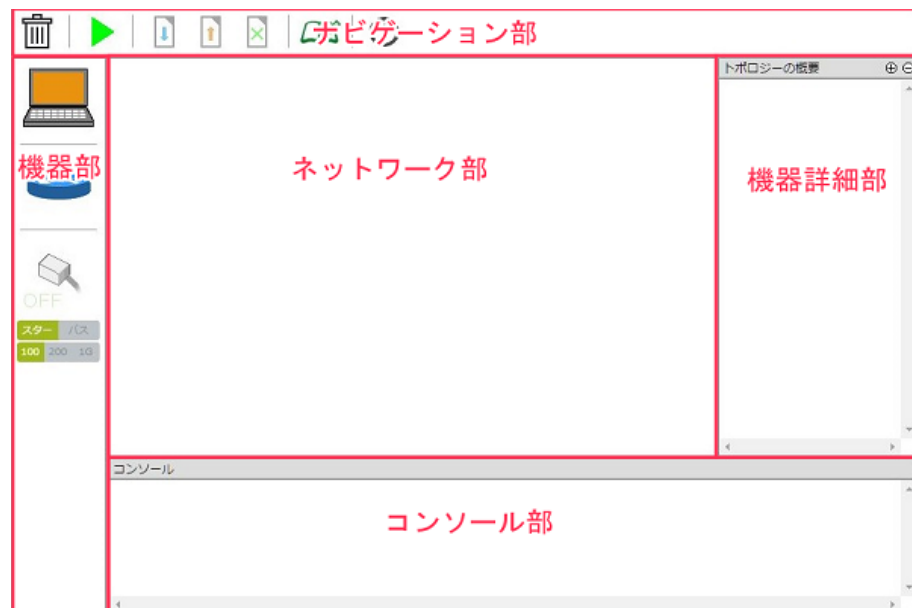 ナビゲーション部
トポロジーの概要
機器部
ネットワーク部
機器詳細部
OFF
スター バス
100 200 1G
コンソール
コンソール部